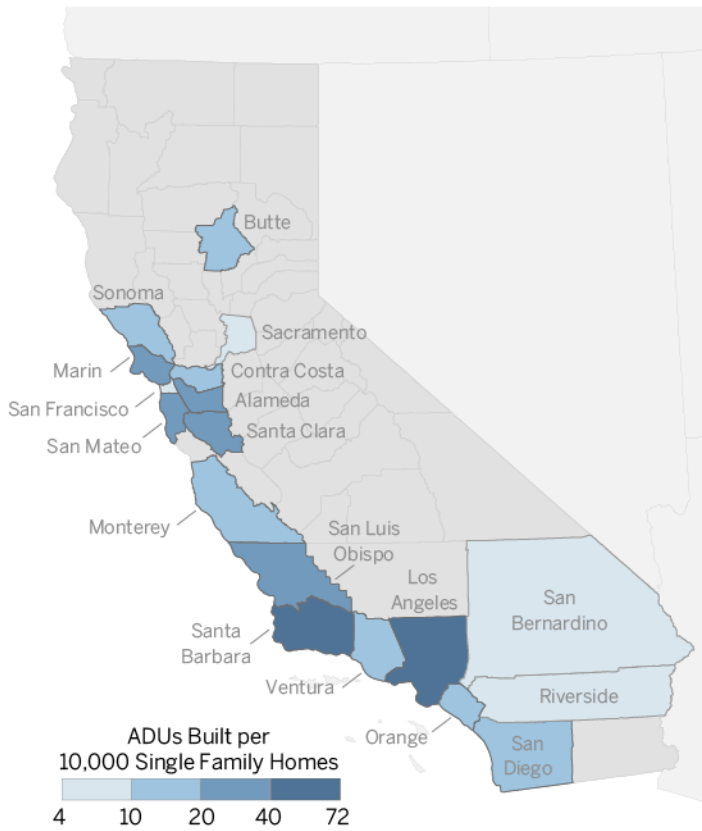 Butte
Sonoma
Sacramento
Marin
Contra Costa
San Francisco
Alameda
San Mateo
Santa Clara
Monterey
San Luis
Obispo
Los
Angeles
San
Bernardino
Santa
Barbara
Ventura
Riverside
Orange
San
Diego
ADUs Built per
10,000 Single Family Homes
4 10 20 40 72